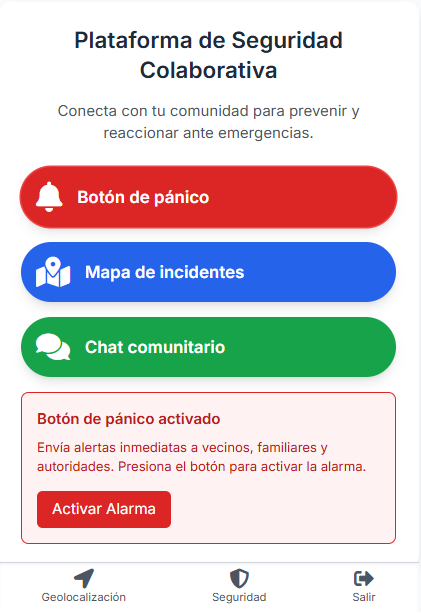 Plataforma de Seguridad
Colaborativa
Conecta con tu comunidad para prevenir y
reaccionar ante emergencias.
Botón de pánico
Mapa de incidentes
Chat comunitario
Botón de pánico activado
Envía alertas inmediatas a vecinos, familiares y
autoridades. Presiona el botón para activar la alarma.
Activar Alarma
Geolocalización
Seguridad
Salir